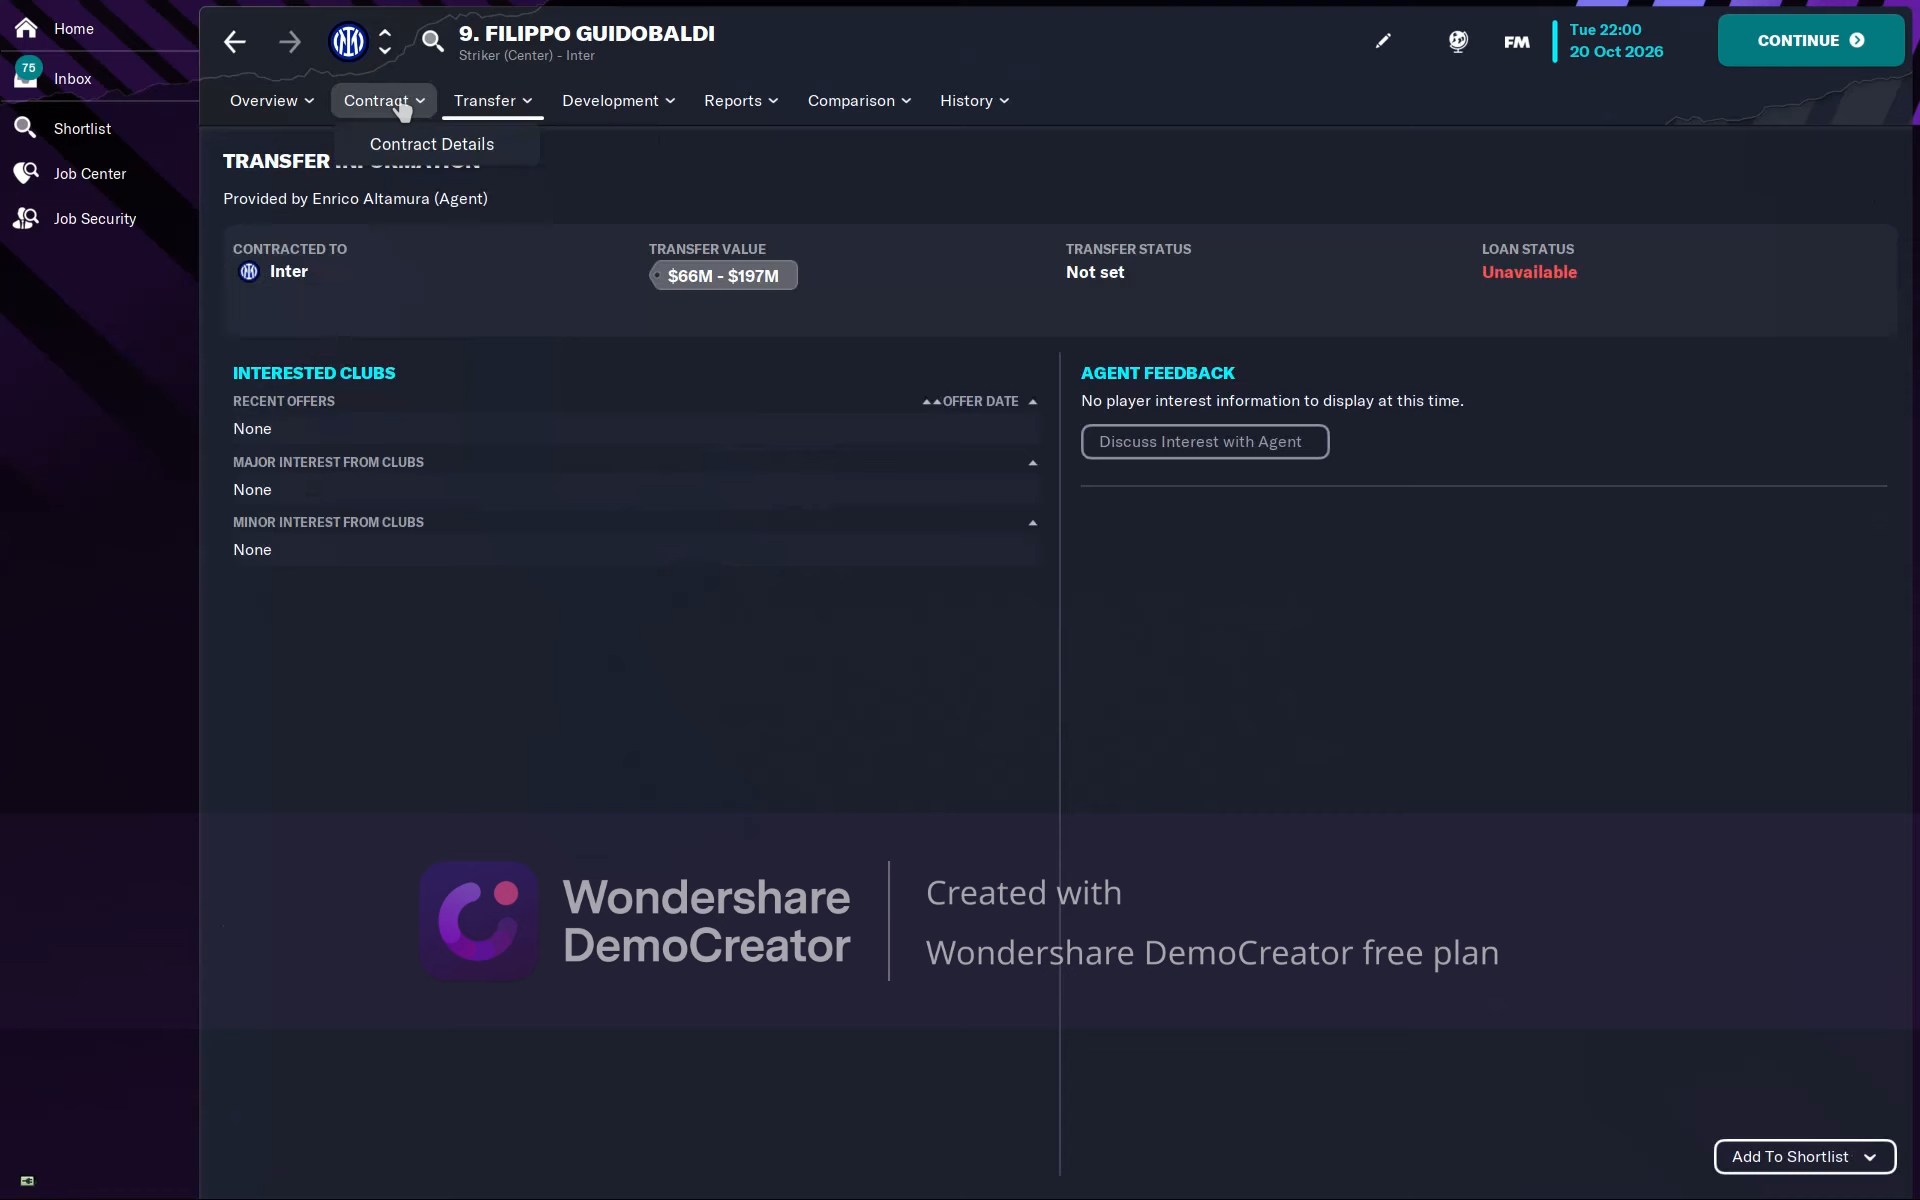 Home
75
Inbox
Shortlist
Job Center
Job Security
9. FILIPPO GUIDOBALDI
Striker (Center) - Inter
FM
Tue 22:00
20 Oct 2026
CONTINUE
Overview
Contract
Transfer
Development
Reports
Comparison
History
Contract Details
TRANSFER
Provided by Enrico Altamura (Agent)
CONTRACTED TO
Inter
TRANSFER VALUE
$66M - $197M
TRANSFER STATUS
Not set
LOAN STATUS
Unavailable
INTERESTED CLUBS
RECENT OFFERS
OFFER DATE
None
MAJOR INTEREST FROM CLUBS
None
MINOR INTEREST FROM CLUBS
None
AGENT FEEDBACK
No player interest information to display at this time.
Discuss Interest with Agent
Wondershare
DemoCreator
Created with
Wondershare DemoCreator free plan
Add To Shortlist